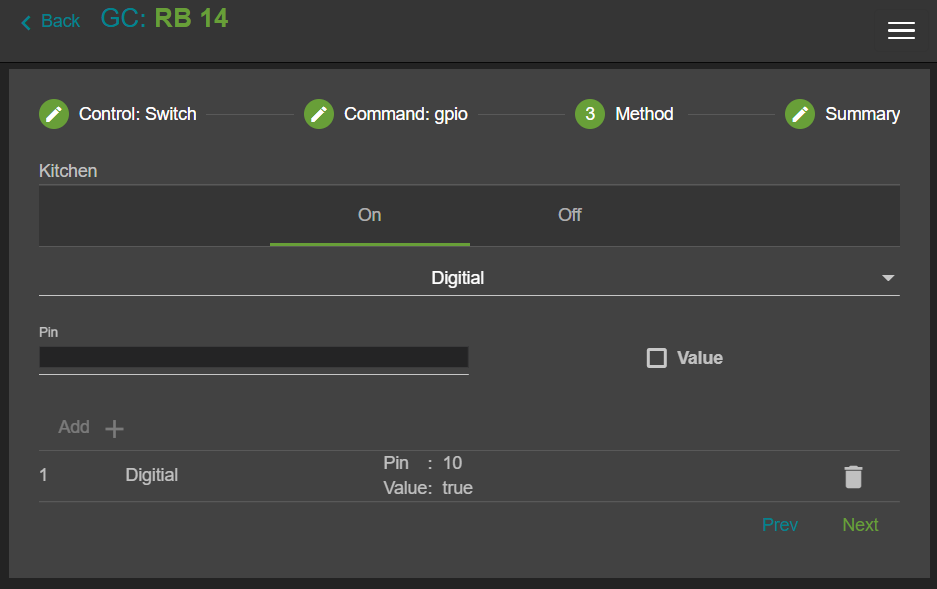 Back GC: RB 14
Control: Switch Command: gpio 3 Method Summary
Kitchen
On Off
Digitial
Pin
Value
Add
1 Digitial Pin : 10
Value: true
Prev Next